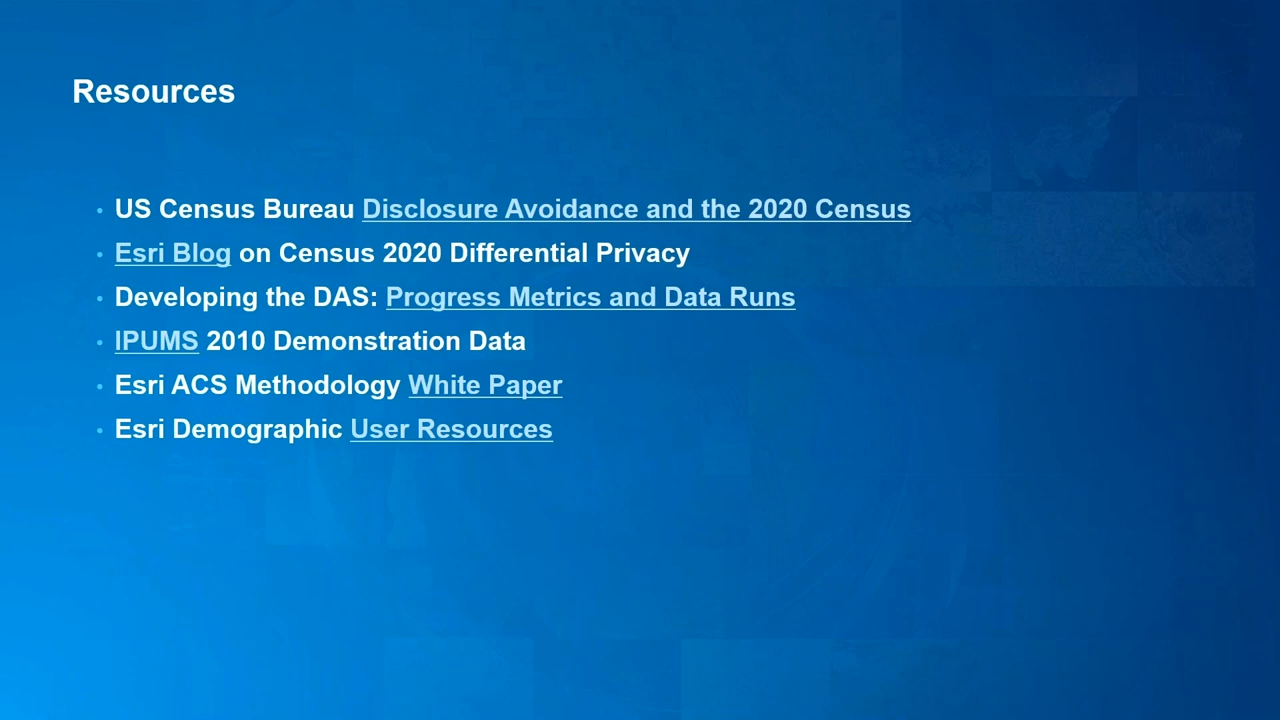 Resources
• US Census Bureau Disclosure Avoidance and the 2020 Census
• Esri Blog on Census 2020 Differential Privacy
• Developing the DAS: Progress Metrics and Data Runs
• IPUMS 2010 Demonstration Data
• Esri ACS Methodology White Paper
• Esri Demographic User Resources